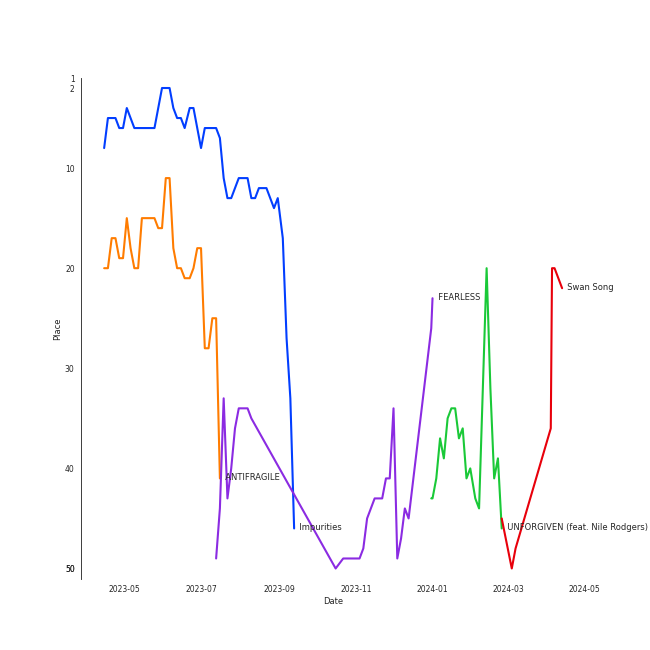 1
2
10
20
FEARLESS
Swan Song
Place
30
40
ANTIFRAGILE
Impurities
UNFORGIVEN (feat. Nile Rodgers)
50
2023-05
2023-07
2023-09
2023-11
2024-01
2024-03
2024-05
Date